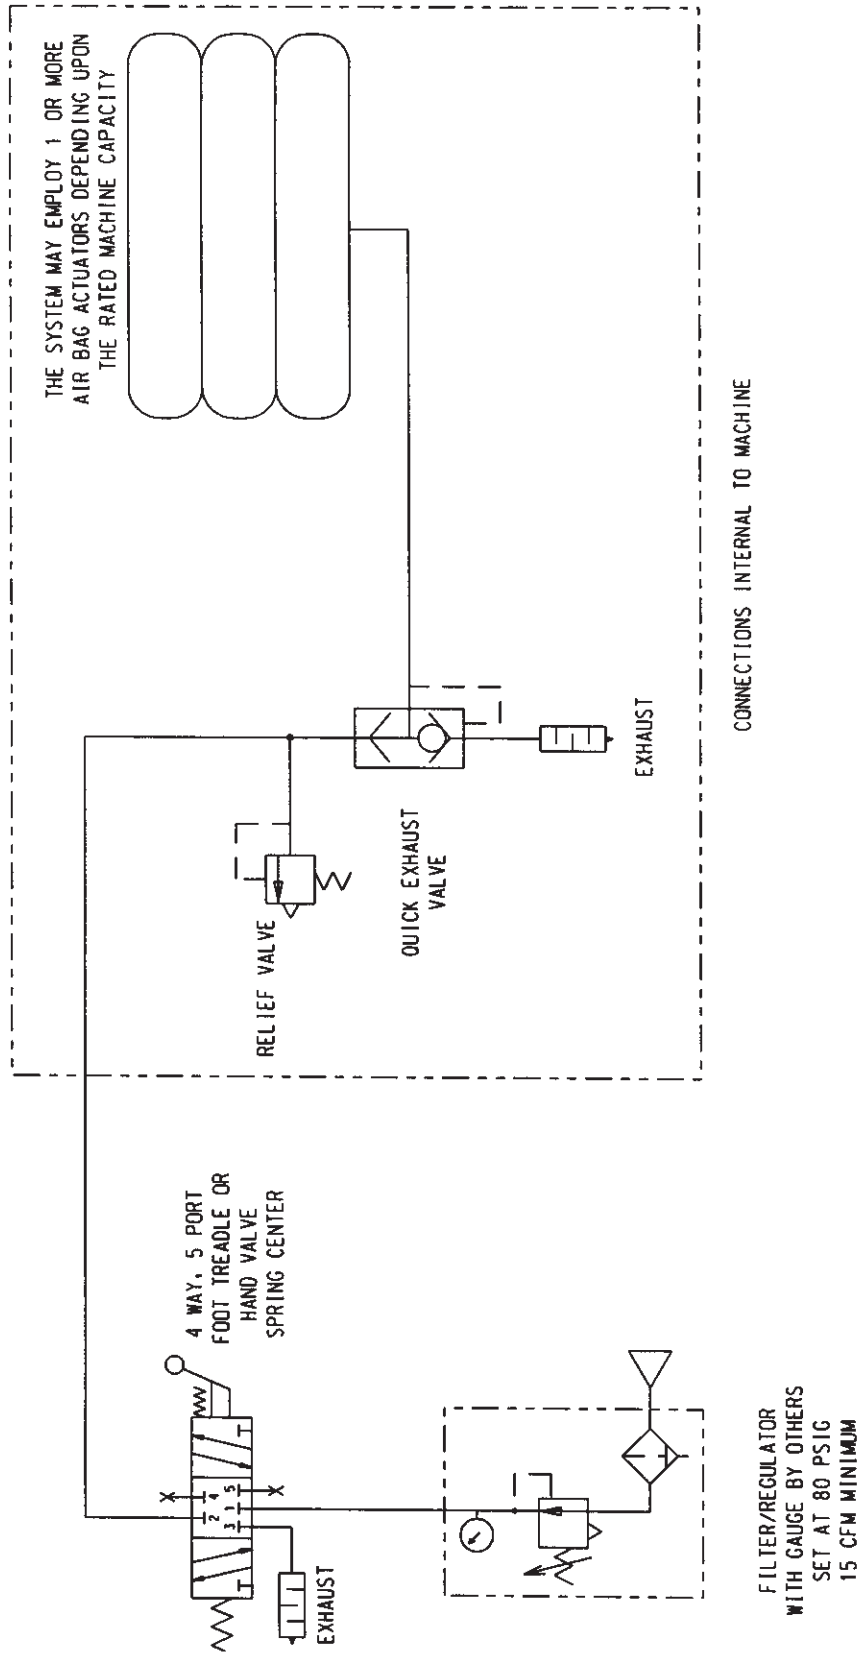 THE SYSTEM MAY EMPLOY 1 OR MORE
AIR BAG ACTUATORS DEPENDING UPON
THE RATED MACHINE CAPACITY
RELIEF VALVE
QUICK EXHAUST
VALVE
EXHAUST
CONNECTIONS INTERNAL TO MACHINE
4 WAY, 5 PORT
FOOT TREADLE OR
HAND VALVE
SPRING CENTER
2 4
3 1 5
EXHAUST
FILTER/REGULATOR
WITH GAUGE BY OTHERS
SET AT 80 PSIG
15 CFM MINIMUM